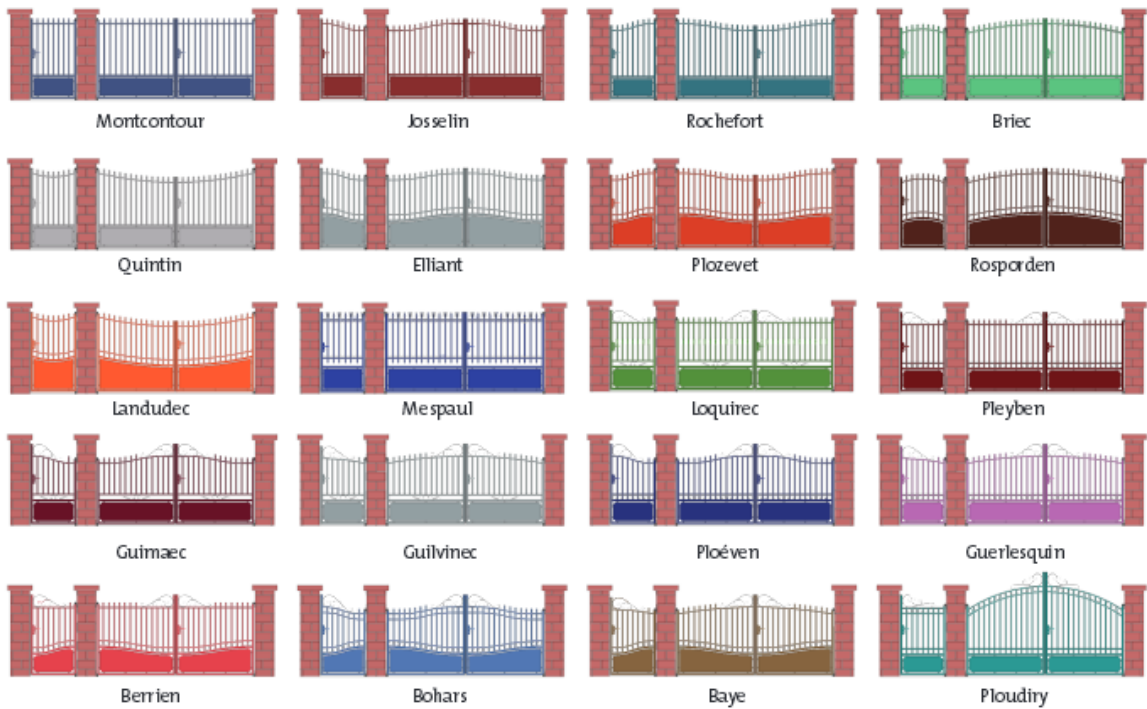 Montcontour
Josselin
Rochefort
Briec
Quintin
Elliant
Plozevet
Rosporden
Landudec
Mespaul
Loquirec
Pleyben
Guimaec
Guilvinec
Ploéven
Guerlesquin
Berrien
Bohars
Baye
Ploudiry